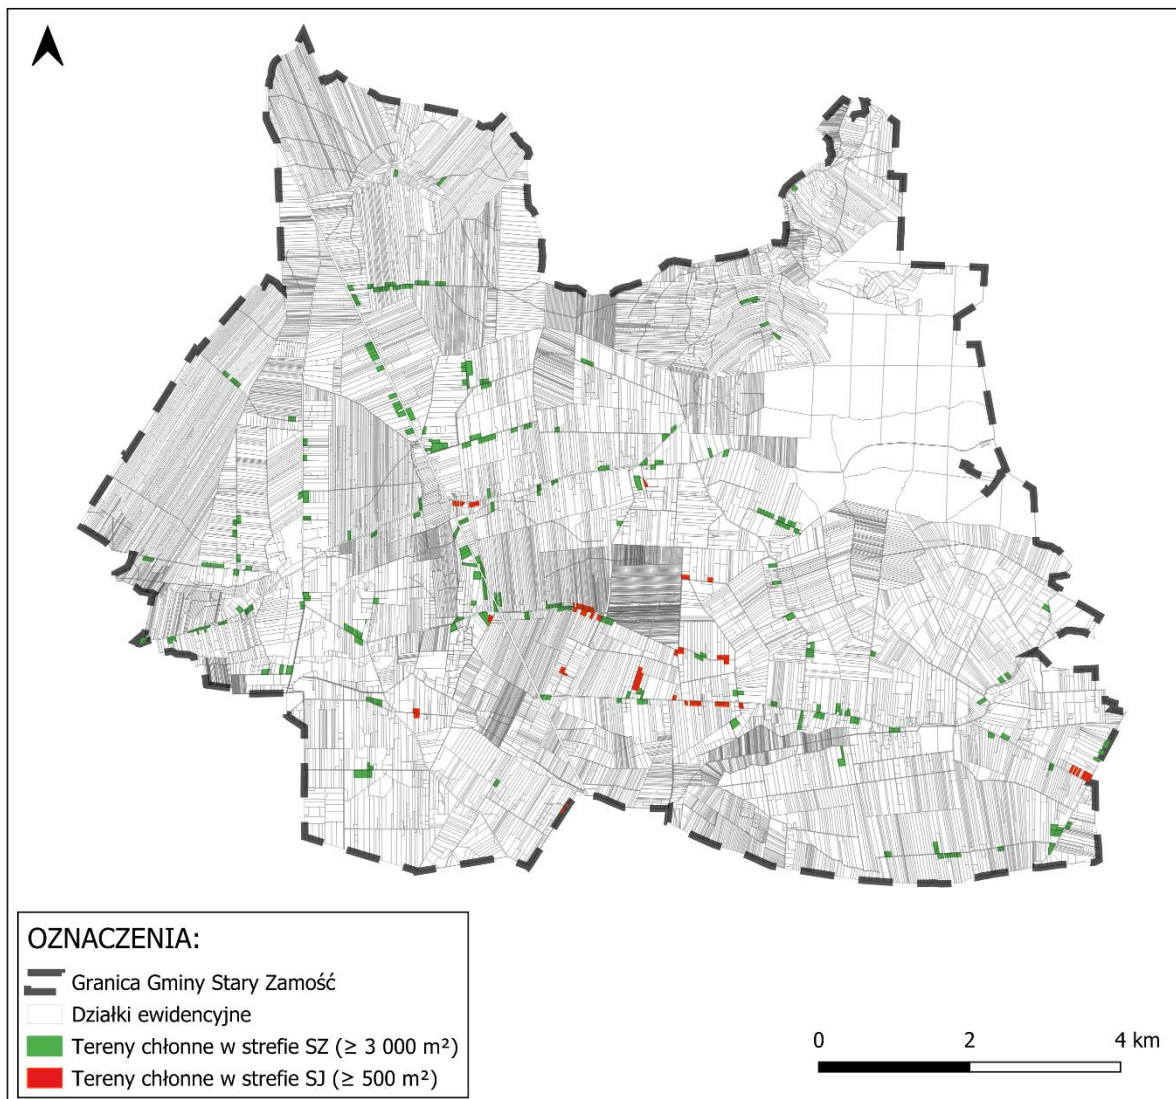 OZNACZENIA:
Granica Gminy Stary Zamość
Działki ewidencyjne
Tereny chłonne w strefie SZ (≥ 3 000 m²)
Tereny chłonne w strefie SJ (≥ 500 m²)
0 2 4 km